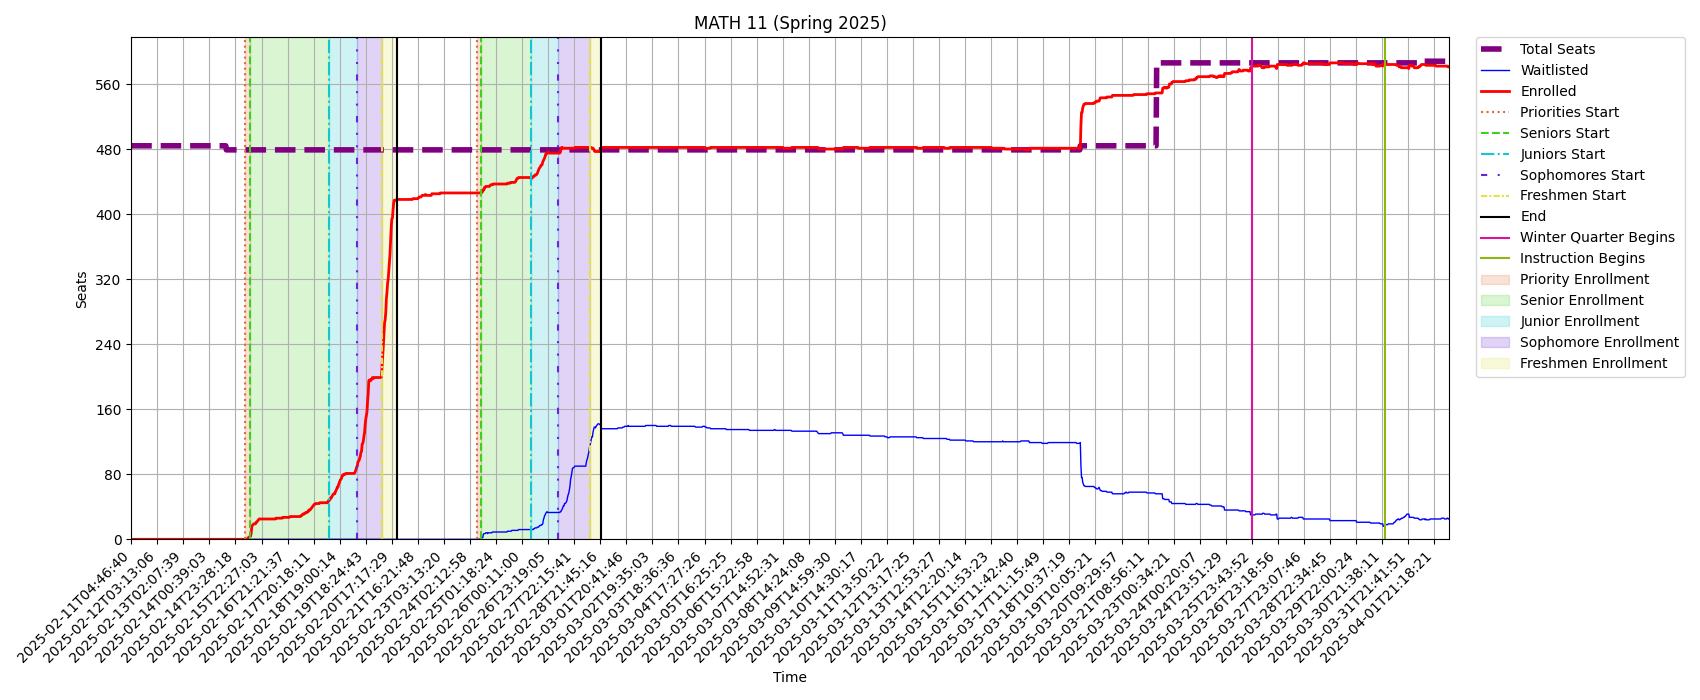 MATH 11 (Spring 2025)
Total Seats
Waitlisted
Enrolled
Priorities Start
Seniors Start
Juniors Start
Sophomores Start
Freshmen Start
End
Winter Quarter Begins
Instruction Begins
Priority Enrollment
Senior Enrollment
Junior Enrollment
Sophomore Enrollment
Freshmen Enrollment
Seats
560
480
400
320
240
160
80
0
2025-02-11T04:46:40
2025-02-12T03:13:06
2025-02-13T02:07:39
2025-02-14T00:39:03
2025-02-14T23:28:18
2025-02-15T22:27:03
2025-02-16T21:21:37
2025-02-17T20:18:11
2025-02-18T19:00:14
2025-02-19T18:24:43
2025-02-20T17:17:29
2025-02-21T16:21:48
2025-02-23T03:13:20
2025-02-24T02:12:58
2025-02-25T01:18:24
2025-02-26T00:11:00
2025-02-26T23:19:05
2025-02-27T22:15:41
2025-02-28T21:45:16
2025-03-01T20:41:46
2025-03-02T19:35:03
2025-03-03T18:36:36
2025-03-04T17:27:26
2025-03-05T16:25:25
2025-03-06T15:22:58
2025-03-07T14:52:31
2025-03-08T14:24:08
2025-03-09T14:59:30
2025-03-10T14:30:17
2025-03-11T13:50:22
2025-03-12T13:17:25
2025-03-13T12:53:27
2025-03-14T12:20:14
2025-03-15T11:53:23
2025-03-16T11:42:40
2025-03-17T11:15:49
2025-03-18T10:37:19
2025-03-19T10:05:21
2025-03-20T09:29:57
2025-03-21T08:56:11
2025-03-23T00:34:21
2025-03-24T00:20:07
2025-03-24T23:51:29
2025-03-25T23:43:52
2025-03-26T23:18:56
2025-03-27T23:07:46
2025-03-28T22:34:45
2025-03-29T22:00:24
2025-03-30T21:38:11
2025-03-31T21:41:51
2025-04-01T21:18:21
Time